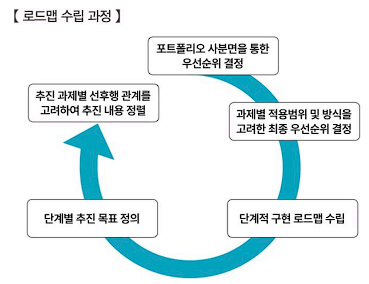 【 로드맵 수립 과정 】
포트폴리오 사분면을 통한
우선순위 결정
과제별 적용범위 및 방식을
고려한 최종 우선순위 결정
단계적 구현 로드맵 수립
단계별 추진 목표 정의
추진 과제별 선후행 관계를
고려하여 추진 내용 정렬